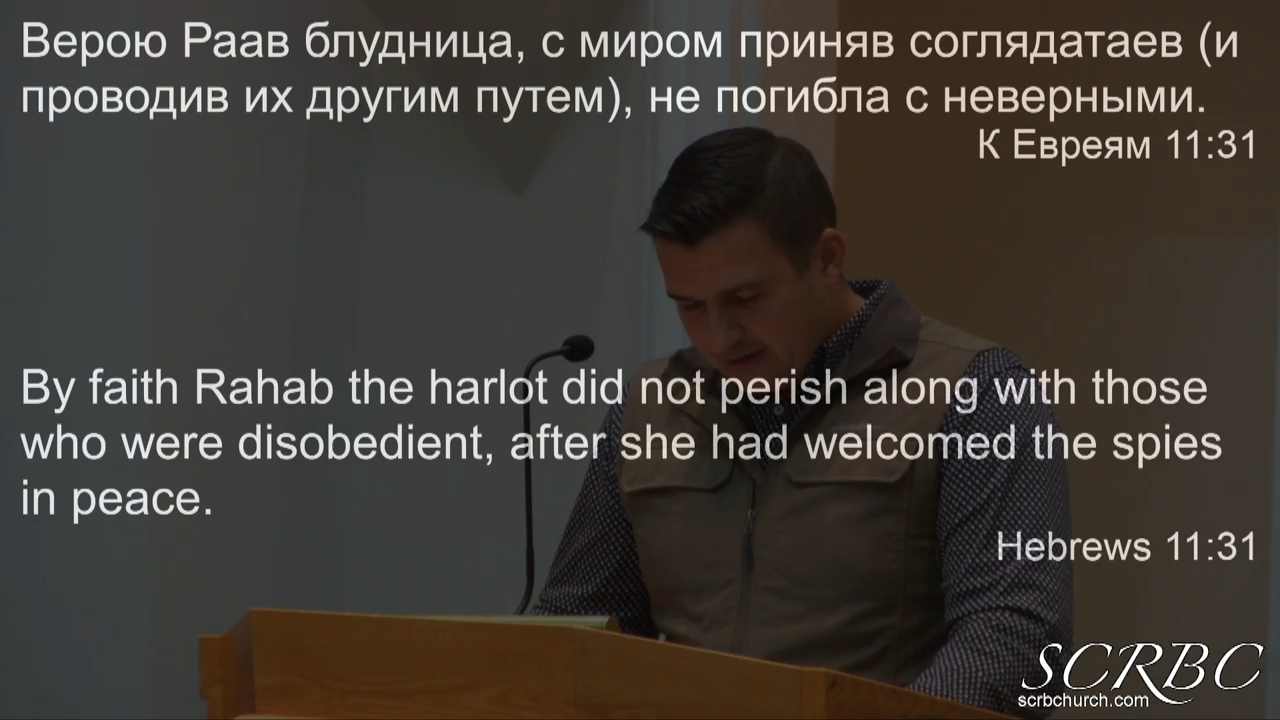 Верою Раав блудница, с миром приняв соглядатаев (и
проводив их другим путем), не погибла с неверными.
К Евреям 11:31
By faith Rahab the harlot did not perish along with those
who were disobedient, after she had welcomed the spies
in peace.
Hebrews 11:31
SCRBC
scrbchurch.com